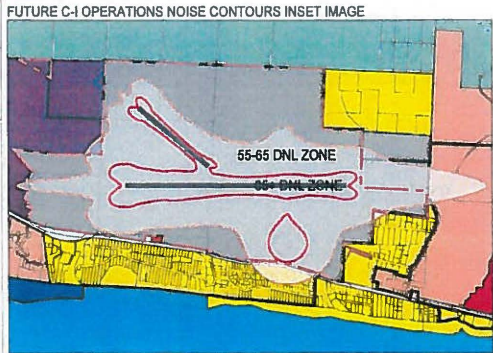 FUTURE C-I OPERATIONS NOISE CONTOURS INSET IMAGE
55-65 DNL ZONE
65+ DNL ZONE